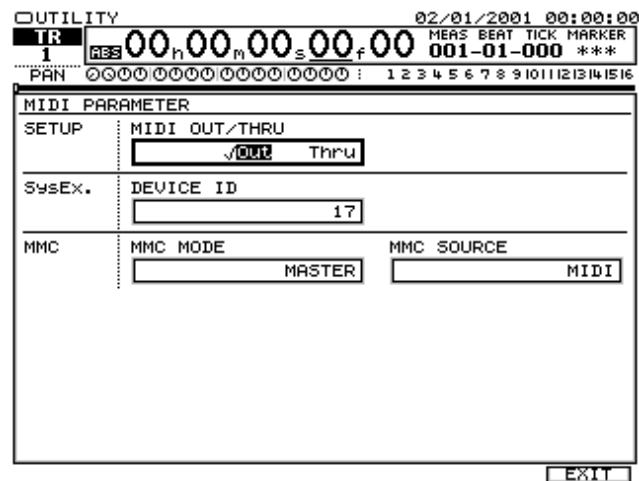 UTILITY 02/01/2001 00:00:00
TR 1 ABS 00h00m00s00f00 MEAS BEAT TICK MARKER
001-01-000 ***
PAN 1 2 3 4 5 6 7 8 9 10 11 12 13 14 15 16
MIDI PARAMETER
SETUP MIDI OUT/THRU
√Out Thru
SysEx. DEVICE ID
17
MMC MMC MODE MMC SOURCE
MASTER MIDI
EXIT